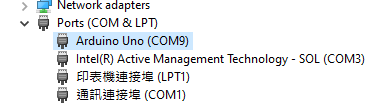 Network adapters
Ports (COM & LPT)
Arduino Uno (COM9)
Intel(R) Active Management Technology - SOL (COM3)
印表機連接埠 (LPT1)
通訊連接埠 (COM1)